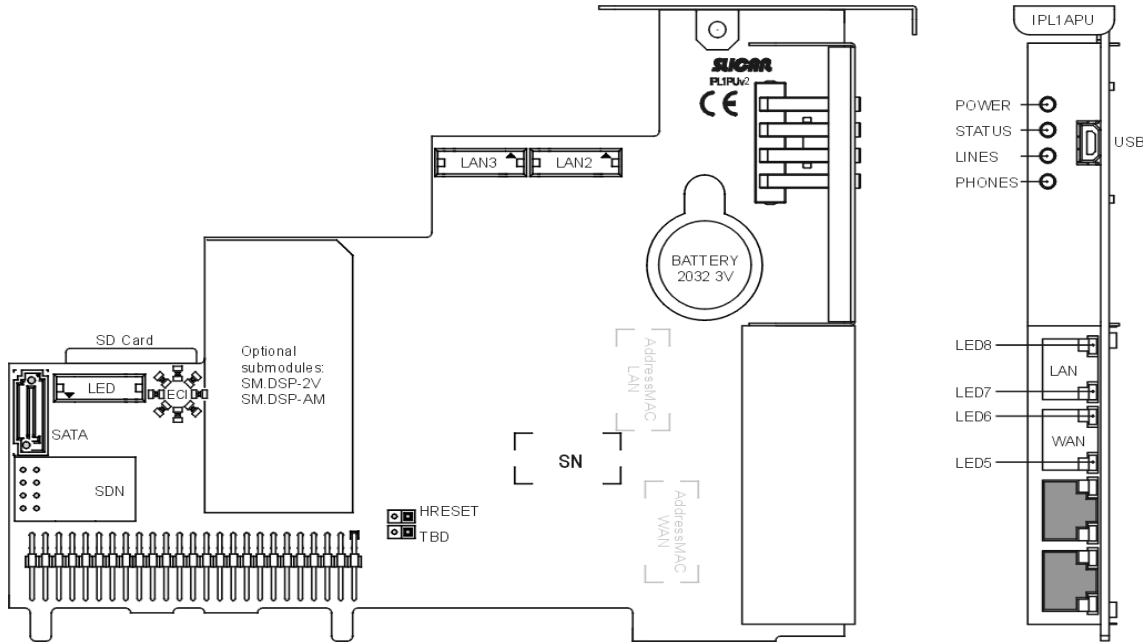 SLICAN
IPL1PUv2
CE
LAN3
LAN2
BATTERY
2032 3V
SD Card
LED
ECI
SATA
SDN
Optional
submodules:
SM.DSP-2V
SM.DSP-AM
AddressMAC
LAN
SN
AddressMAC
WAN
HRESET
TBD
IPL1APU
POWER
STATUS
LINES
PHONES
USB
LED8
LAN
LED7
LED6
WAN
LED5